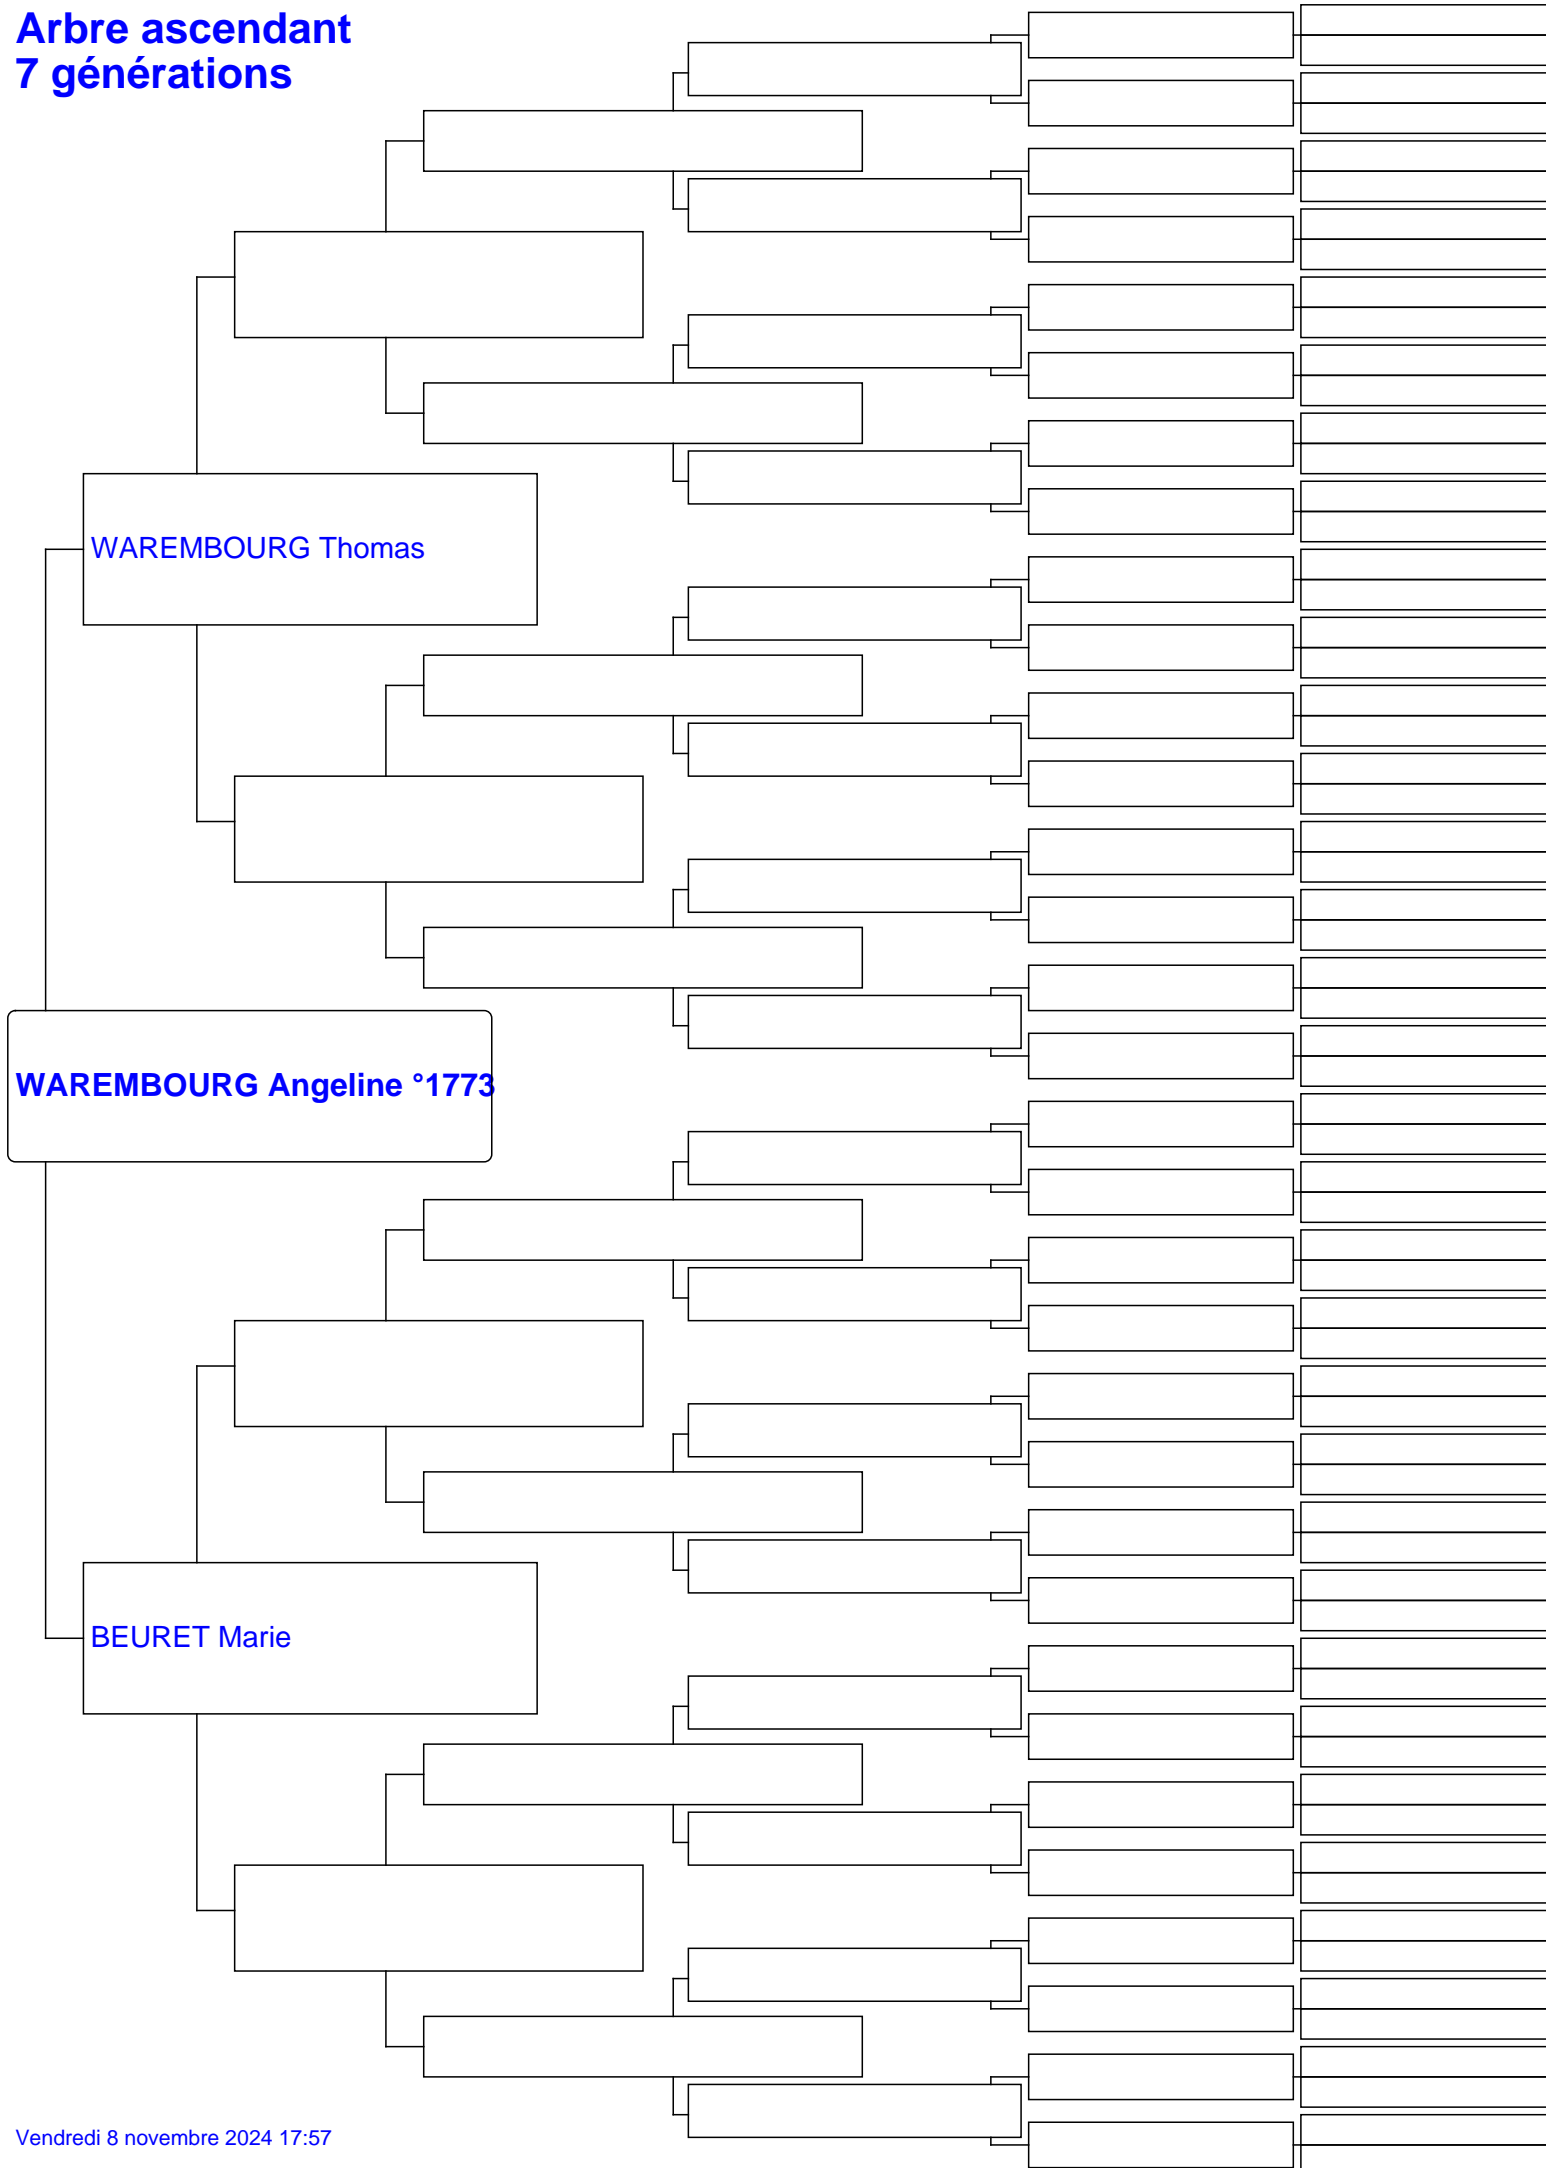 Arbre ascendant
7 générations
WAREMBOURG Thomas
WAREMBOURG Angeline °1773
BEURET Marie
Vendredi 8 novembre 2024 17:57